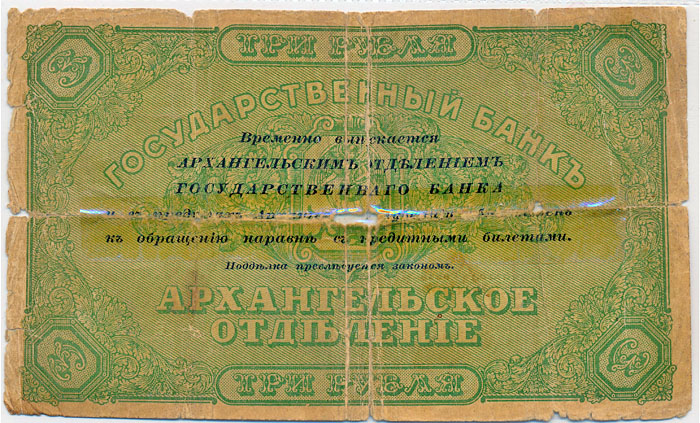 ТРИ РУБЛЯ
ГОСУДАРСТВЕННЫЙ БАНКЪ
Временно выпускается
АРХАНГЕЛЬСКИМЪ ОТДѢЛЕНІЕМЪ
ГОСУДАРСТВЕННАГО БАНКА
къ обращенію наравнѣ съ кредитными билетами.
Поддѣлка преслѣдуется закономъ.
АРХАНГЕЛЬСКОЕ
ОТДѢЛЕНІЕ
ТРИ РУБЛЯ